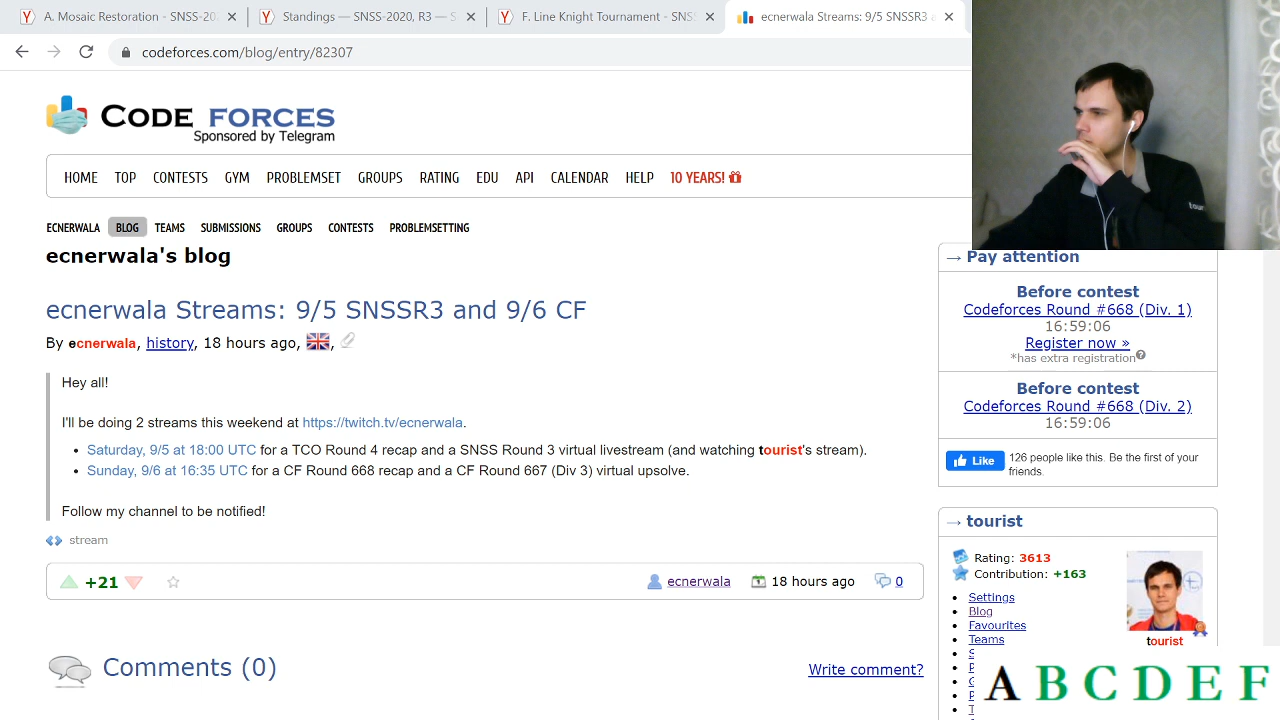 A. Mosaic Restoration - SNSS-20
Standings — SNSS-2020, R3 — S
F. Line Knight Tournament - SNS
ecnerwala Streams: 9/5 SNSSR3 a
codeforces.com/blog/entry/82307
CODE FORCES
Sponsored by Telegram
HOME TOP CONTESTS GYM PROBLEMSET GROUPS RATING EDU API CALENDAR HELP 10 YEARS!
ECNERWALA BLOG TEAMS SUBMISSIONS GROUPS CONTESTS PROBLEMSETTING
ecnerwala's blog
ecnerwala Streams: 9/5 SNSSR3 and 9/6 CF
By ecnerwala, history, 18 hours ago,
Hey all!
I'll be doing 2 streams this weekend at https://twitch.tv/ecnerwala.
• Saturday, 9/5 at 18:00 UTC for a TCO Round 4 recap and a SNSS Round 3 virtual livestream (and watching tourist's stream).
• Sunday, 9/6 at 16:35 UTC for a CF Round 668 recap and a CF Round 667 (Div 3) virtual upsolve.
Follow my channel to be notified!
stream
+21 ecnerwala 18 hours ago 0
Comments (0)
Write comment?
→ Pay attention
Before contest
Codeforces Round #668 (Div. 1)
16:59:06
Register now »
*has extra registration
Before contest
Codeforces Round #668 (Div. 2)
16:59:06
Like 126 people like this. Be the first of your
friends.
→ tourist
Rating: 3613
Contribution: +163
Settings
Blog
Favourites
Teams
tourist
A B C D E F